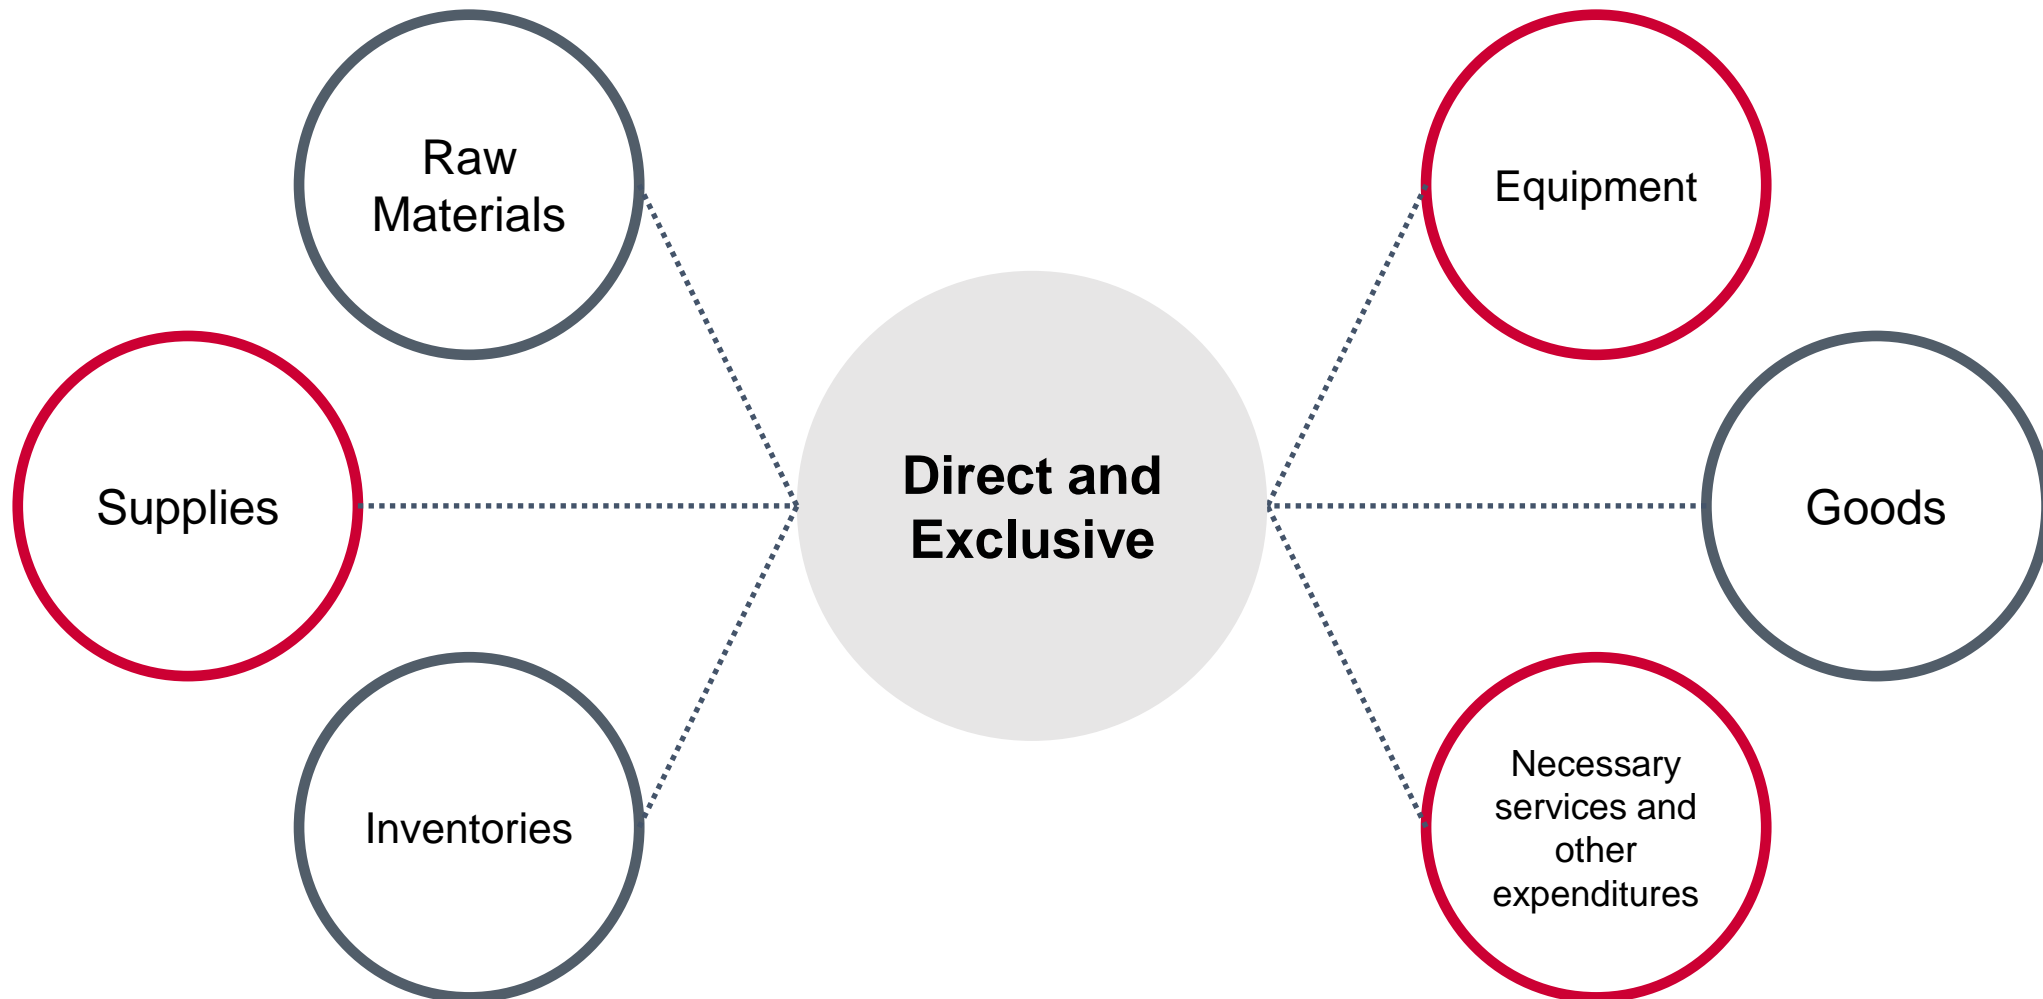 Raw
Materials
Supplies
Inventories
Direct and
Exclusive
Equipment
Goods
Necessary
services and
other
expenditures